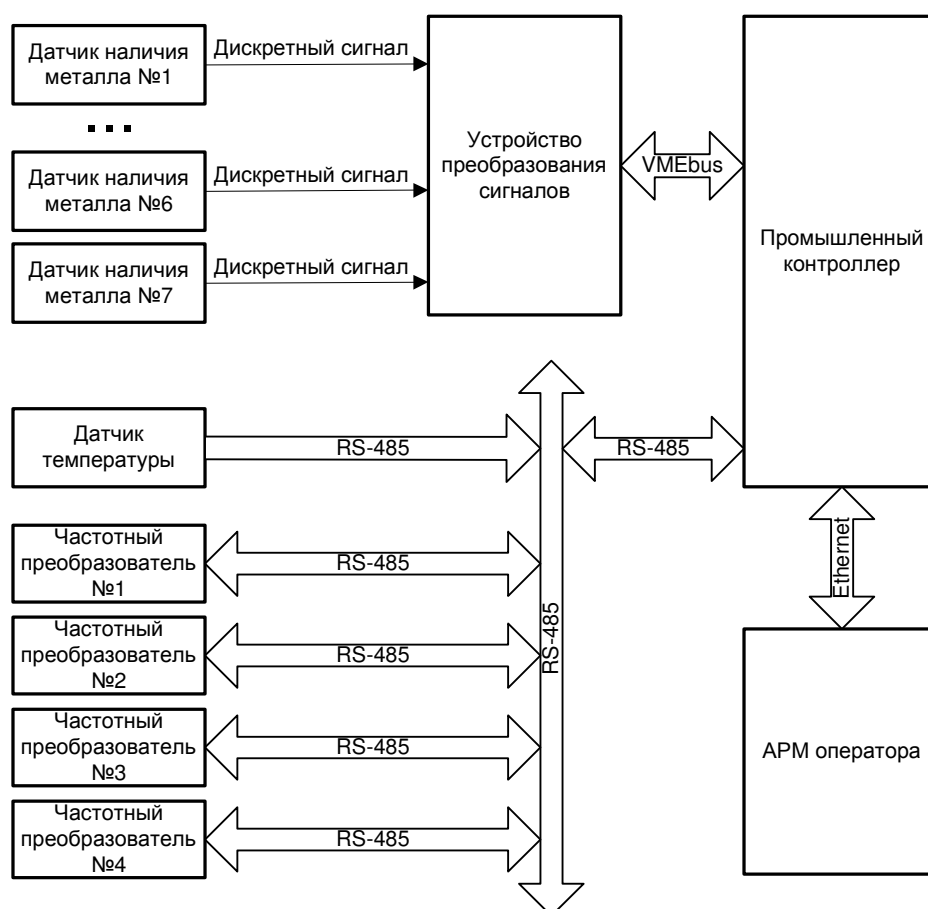 Датчик наличия
металла №1
Дискретный сигнал
...
Датчик наличия
металла №6
Дискретный сигнал
Датчик наличия
металла №7
Дискретный сигнал
Устройство
преобразования
сигналов
VMEbus
Промышленный
контроллер
Датчик
температуры
RS-485
RS-485
Частотный
преобразователь
№1
RS-485
Частотный
преобразователь
№2
RS-485
Частотный
преобразователь
№3
RS-485
Частотный
преобразователь
№4
RS-485
RS-485
Ethernet
АРМ оператора